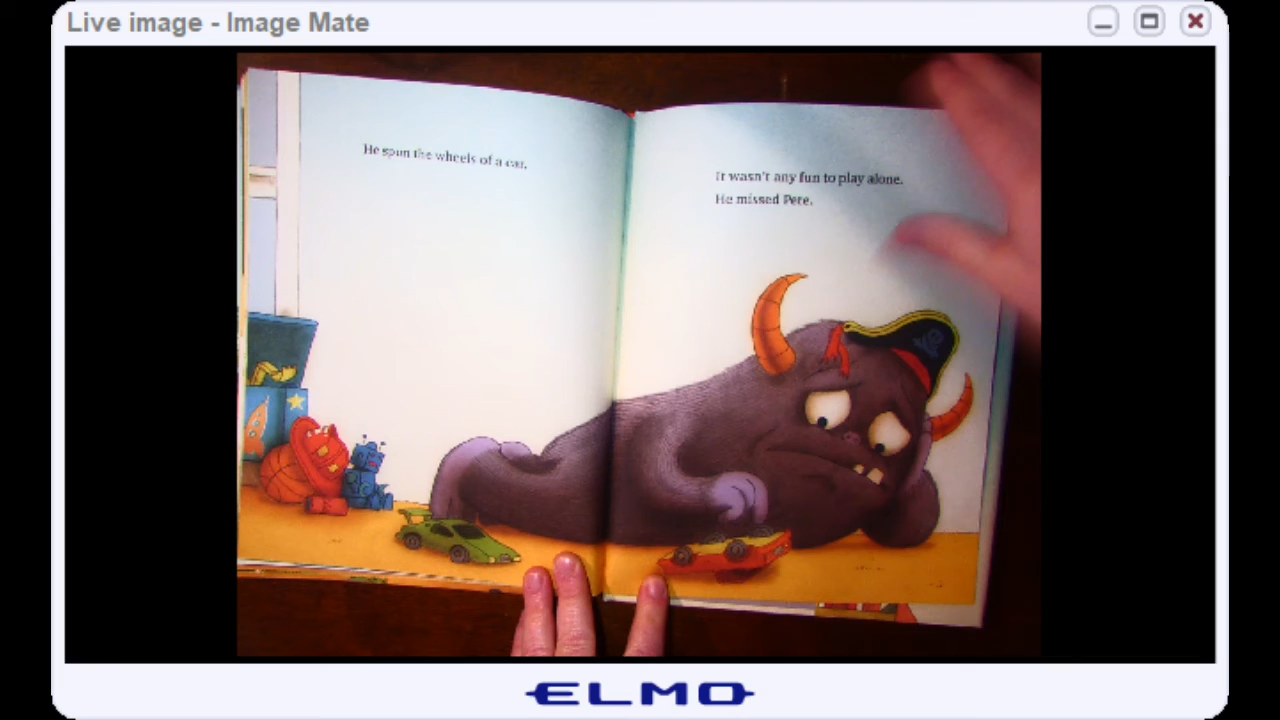 Live image - Image Mate
He spun the wheels of a car.
It wasn't any fun to play alone.
He missed Pete.
ELMO